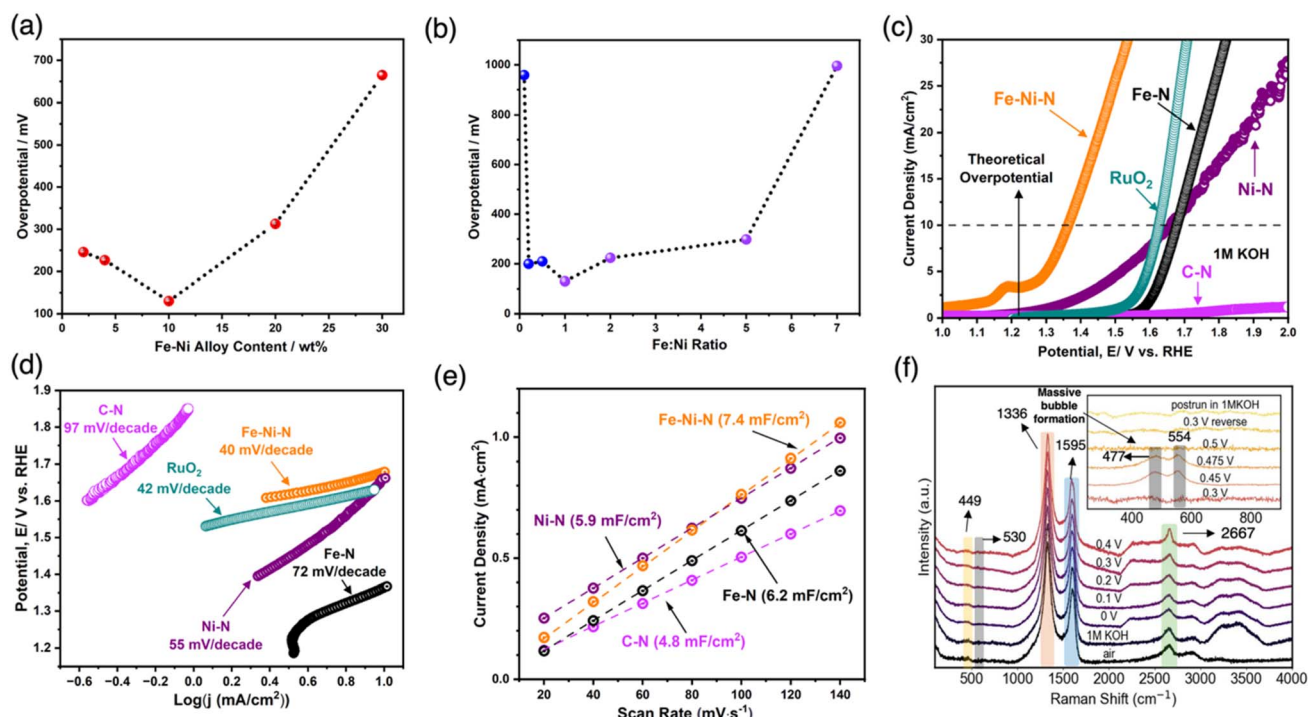 (a)
700
600
500
400
300
200
100
Overpotential / mV
0
5
10
15
20
25
30
Fe-Ni Alloy Content / wt%
(b)
1000
800
600
400
200
0
Overpotential / mV
0
1
2
3
4
5
6
7
Fe:Ni Ratio
(c)
30
25
20
15
10
5
0
Current Density (mA/cm²)
Fe-Ni-N
Fe-N
Theoretical
Overpotential
RuO₂
Ni-N
1M KOH
C-N
1.0
1.1
1.2
1.3
1.4
1.5
1.6
1.7
1.8
1.9
2.0
Potential, E/ V vs. RHE
(d)
1.9
1.8
1.7
1.6
1.5
1.4
1.3
1.2
Potential, E/ V vs. RHE
C-N
97 mV/decade
Fe-Ni-N
40 mV/decade
RuO₂
42 mV/decade
Fe-N
72 mV/decade
Ni-N
55 mV/decade
−0.6
−0.4
−0.2
0.0
0.2
0.4
0.6
0.8
1.0
Log(j (mA/cm²))
(e)
1.0
0.5
0.0
Current Density (mA·cm²)
Fe-Ni-N (7.4 mF/cm²)
Ni-N (5.9 mF/cm²)
Fe-N (6.2 mF/cm²)
C-N (4.8 mF/cm²)
20
40
60
80
100
120
140
Scan Rate (mV·s⁻¹)
(f)
Intensity (a.u.)
Massive
bubble
formation
1336
1595
449
530
2667
postrun in 1MKOH
0.3 V reverse
0.5 V
554
477
0.475 V
0.45 V
0.3 V
400
600
800
0.4 V
0.3 V
0.2 V
0.1 V
0 V
1M KOH
air
500
1000
1500
2000
2500
3000
3500
4000
Raman Shift (cm⁻¹)